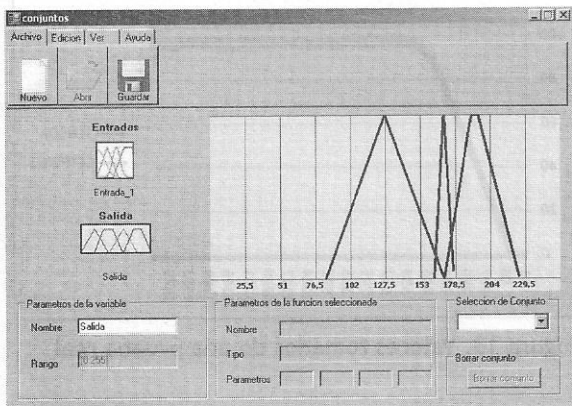 conjuntos
Archivo Edicion Ver Ayuda
Nuevo Abrir Guardar
Entradas
Entrada_1
Salida
Salida
25,5 51 76,5 102 127,5 153 178,5 204 229,5
Parametros de la variable
Nombre Salida
Rango [0 255]
Parametros de la funcion seleccionada
Nombre
Tipo
Parametros
Seleccion de Conjunto
Borrar conjunto
Borrar conjunto